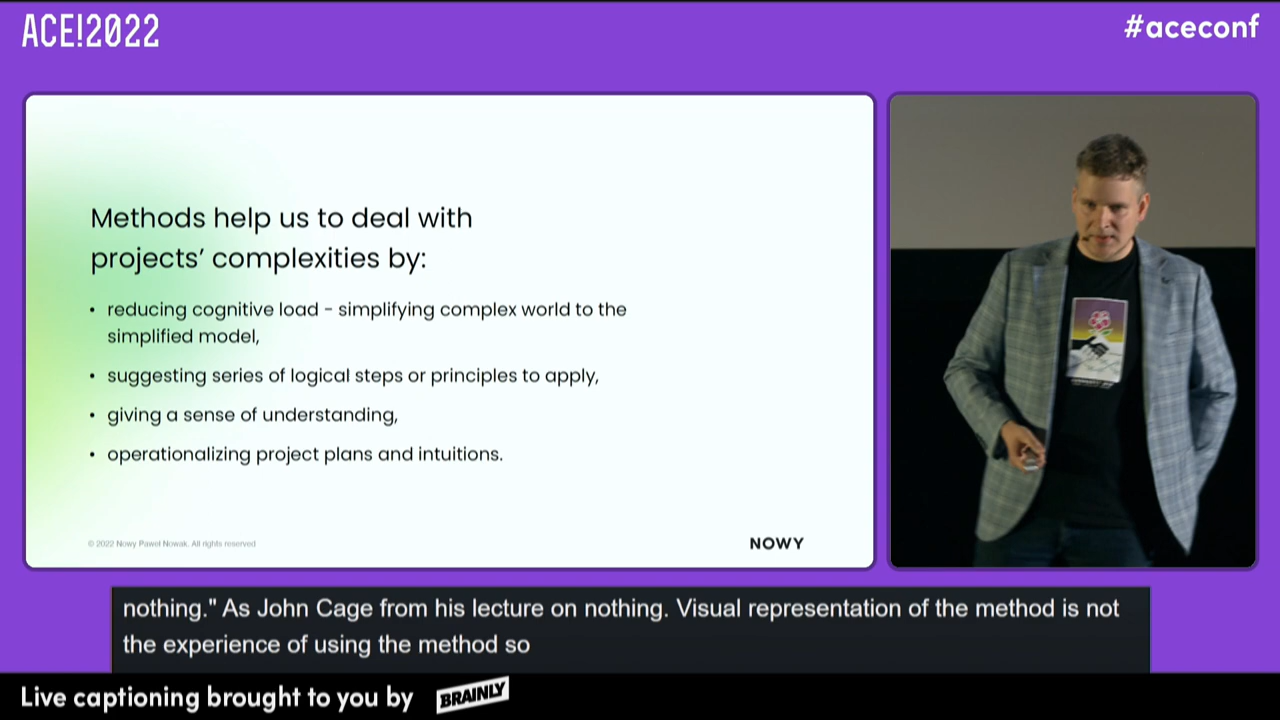 ACE!2022
#aceconf
Methods help us to deal with
projects’ complexities by:
• reducing cognitive load - simplifying complex world to the
simplified model,
• suggesting series of logical steps or principles to apply,
• giving a sense of understanding,
• operationalizing project plans and intuitions.
© 2022 Nowy Paweł Nowak. All rights reserved
NOWY
nothing." As John Cage from his lecture on nothing. Visual representation of the method is not
the experience of using the method so
Live captioning brought to you by BRAINLY